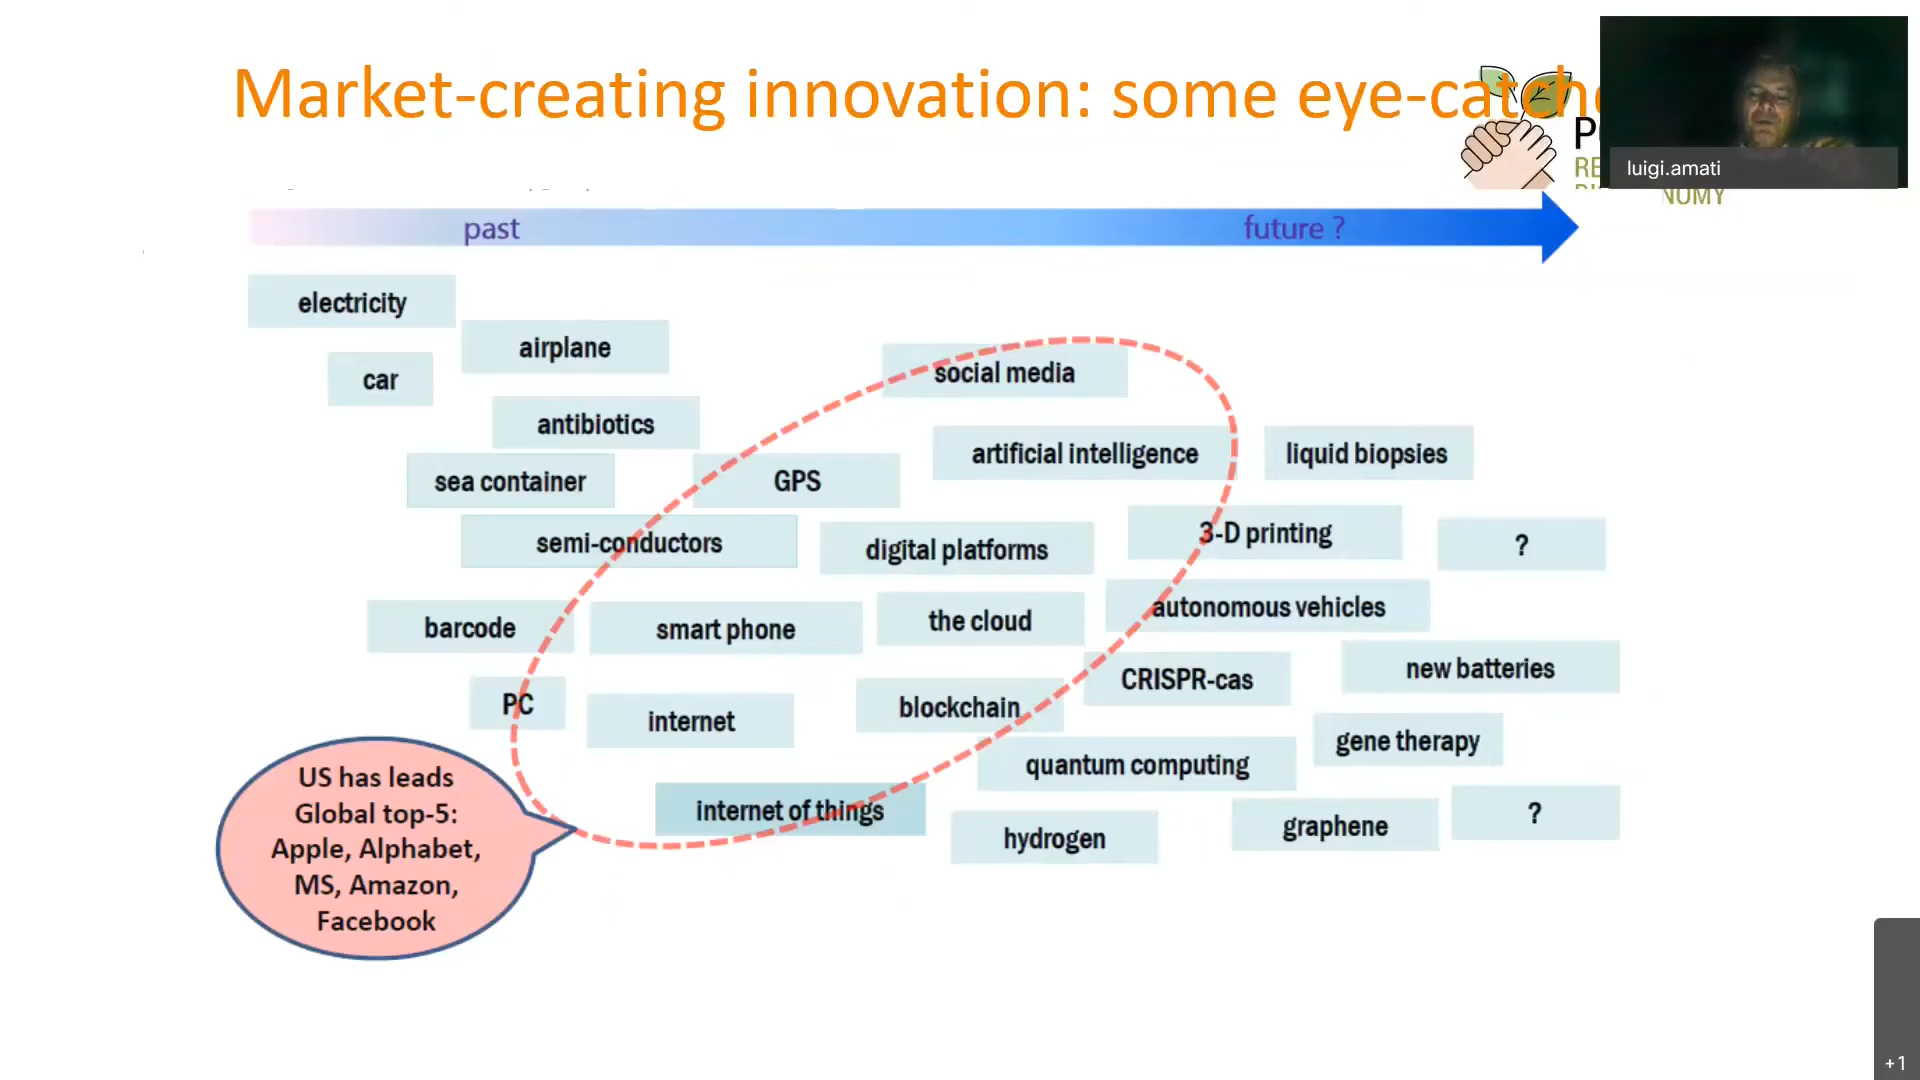 Market-creating innovation: some eye-catch
luigi.amati
NOMY
past
future ?
electricity
airplane
car
social media
antibiotics
artificial intelligence
liquid biopsies
sea container
GPS
3-D printing
?
semi-conductors
digital platforms
autonomous vehicles
barcode
smart phone
the cloud
new batteries
CRISPR-cas
PC
internet
blockchain
gene therapy
quantum computing
internet of things
hydrogen
graphene
?
US has leads
Global top-5:
Apple, Alphabet,
MS, Amazon,
Facebook
+1